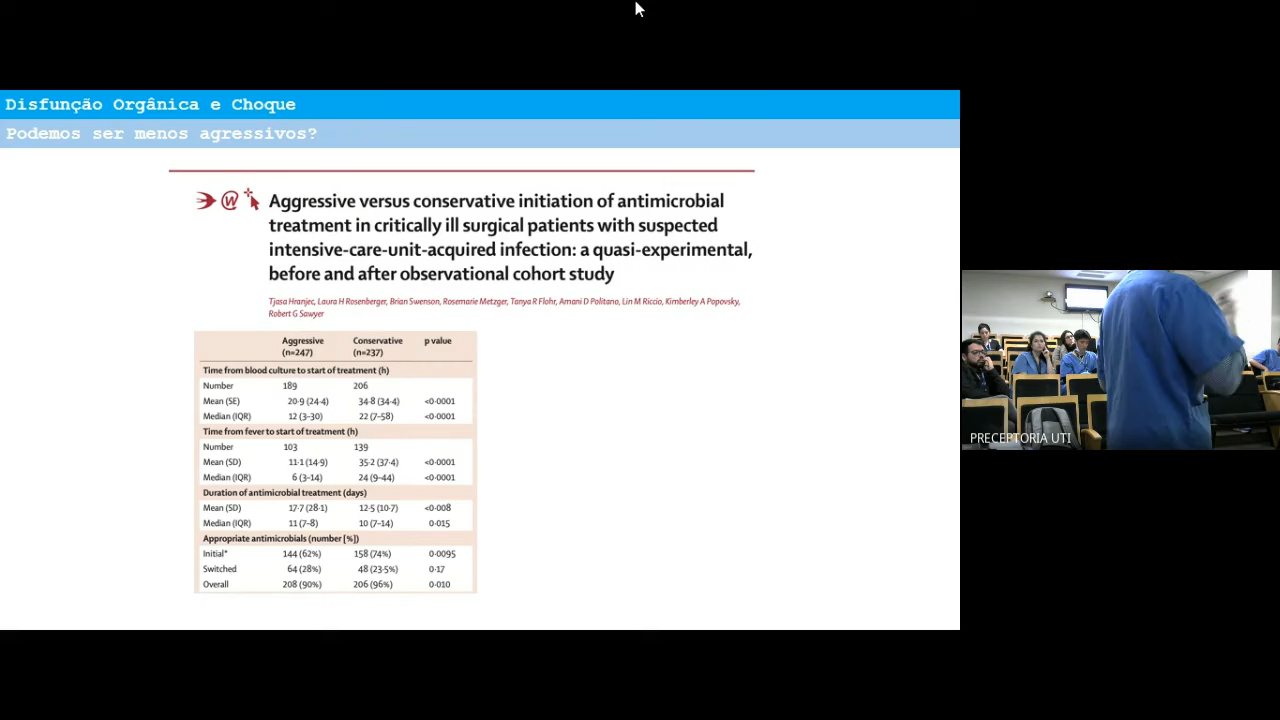 Disfunção Orgânica e Choque
Podemos ser menos agressivos?
Aggressive versus conservative initiation of antimicrobial
treatment in critically ill surgical patients with suspected
intensive-care-unit-acquired infection: a quasi-experimental,
before and after observational cohort study
Tjasa Hranjec, Laura H Rosenberger, Brian Swenson, Rosemarie Metzger, Tanya R Flohr, Amani D Politano, Lin M Riccio, Kimberley A Popovsky,
Robert G Sawyer
Aggressive Conservative p value
(n=247) (n=237)
Time from blood culture to start of treatment (h)
Number 189 206
Mean (SE) 20·9 (24·4) 34·8 (34·4) <0·0001
Median (IQR) 12 (3–30) 22 (7–58) <0·0001
Time from fever to start of treatment (h)
Number 103 139
Mean (SD) 11·1 (14·9) 35·2 (37·4) <0·0001
Median (IQR) 6 (3–14) 24 (9–44) <0·0001
Duration of antimicrobial treatment (days)
Mean (SD) 17·7 (28·1) 12·5 (10·7) <0·008
Median (IQR) 11 (7–8) 10 (7–14) 0·015
Appropriate antimicrobials (number [%])
Initial* 144 (62%) 158 (74%) 0·0095
Switched 64 (28%) 48 (23·5%) 0·17
Overall 208 (90%) 206 (96%) 0·010
PRECEPTORIA UTI